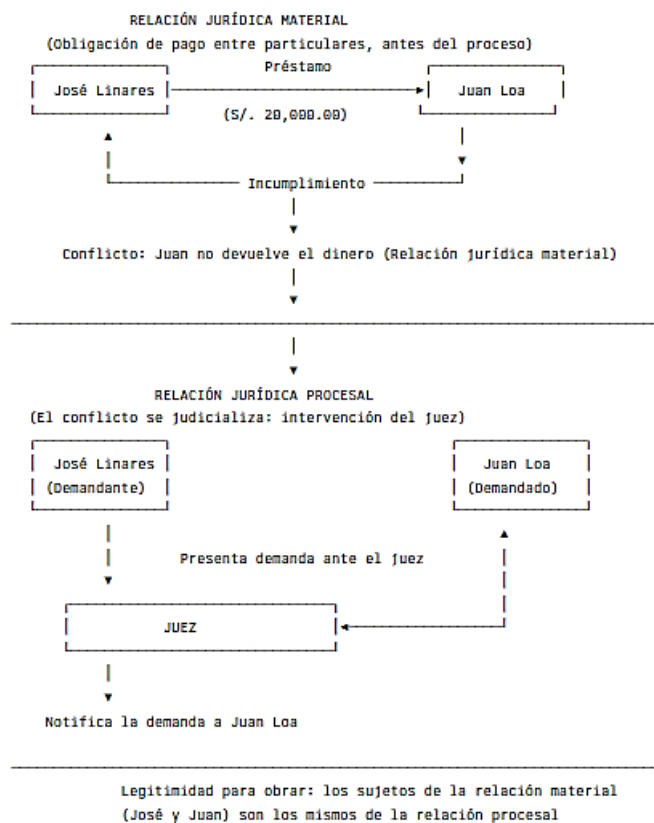 RELACIÓN JURÍDICA MATERIAL
(Obligación de pago entre particulares, antes del proceso)
Préstamo
José Linares
Juan Loa
(S/. 20,000.00)
Incumplimiento
Conflicto: Juan no devuelve el dinero (Relación jurídica material)
RELACIÓN JURÍDICA PROCESAL
(El conflicto se judicializa: intervención del juez)
José Linares
(Demandante)
Juan Loa
(Demandado)
Presenta demanda ante el juez
JUEZ
Notifica la demanda a Juan Loa
Legitimidad para obrar: los sujetos de la relación material
(José y Juan) son los mismos de la relación procesal